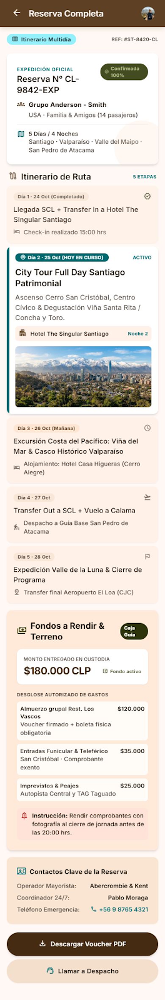 Reserva Completa
Itinerario Multidía
REF: #ST-8420-CL
EXPEDICIÓN OFICIAL
Confirmada
100%
Reserva N° CL-
9842-EXP
Grupo Anderson - Smith
USA · Familia & Amigos (14 pasajeros)
5 Días / 4 Noches
Santiago · Valparaíso · Valle del Maipo ·
San Pedro de Atacama
Itinerario de Ruta
5 ETAPAS
Día 1 · 24 Oct (Completado)
Llegada SCL + Transfer In a Hotel The
Singular Santiago
Check-in realizado 15:00 hrs
Día 2 · 25 Oct (HOY EN CURSO)
ACTIVO
City Tour Full Day Santiago
Patrimonial
Ascenso Cerro San Cristóbal, Centro
Cívico & Degustación Viña Santa Rita /
Concha y Toro.
Hotel The Singular Santiago
Noche 2
Día 3 · 26 Oct (Mañana)
Excursión Costa del Pacífico: Viña del
Mar & Casco Histórico Valparaíso
Alojamiento: Hotel Casa Higueras (Cerro
Alegre)
Día 4 · 27 Oct
Transfer Out a SCL + Vuelo a Calama
Despacho a Guía Base San Pedro de
Atacama
Día 5 · 28 Oct
Expedición Valle de la Luna & Cierre de
Programa
Transfer final Aeropuerto El Loa (CJC)
Fondos a Rendir &
Terreno
Caja
Guía
MONTO ENTREGADO EN CUSTODIA
$180.000 CLP
Fondo activo
DESGLOSE AUTORIZADO DE GASTOS
Almuerzo grupal Rest. Los
Vascos
$120.000
Voucher firmado + boleta física
obligatoria
Entradas Funicular & Teleférico
$35.000
San Cristóbal · Comprobante
exento
Imprevistos & Peajes
$25.000
Autopista Central y TAG Taguado
Instrucción: Rendir comprobantes con
fotografía al cierre de jornada antes de
las 20:00 hrs.
Contactos Clave de la Reserva
Operador Mayorista:
Abercrombie & Kent
Coordinador 24/7:
Pablo Moraga
Teléfono Emergencia:
+56 9 8765 4321
Descargar Voucher PDF
Llamar a Despacho